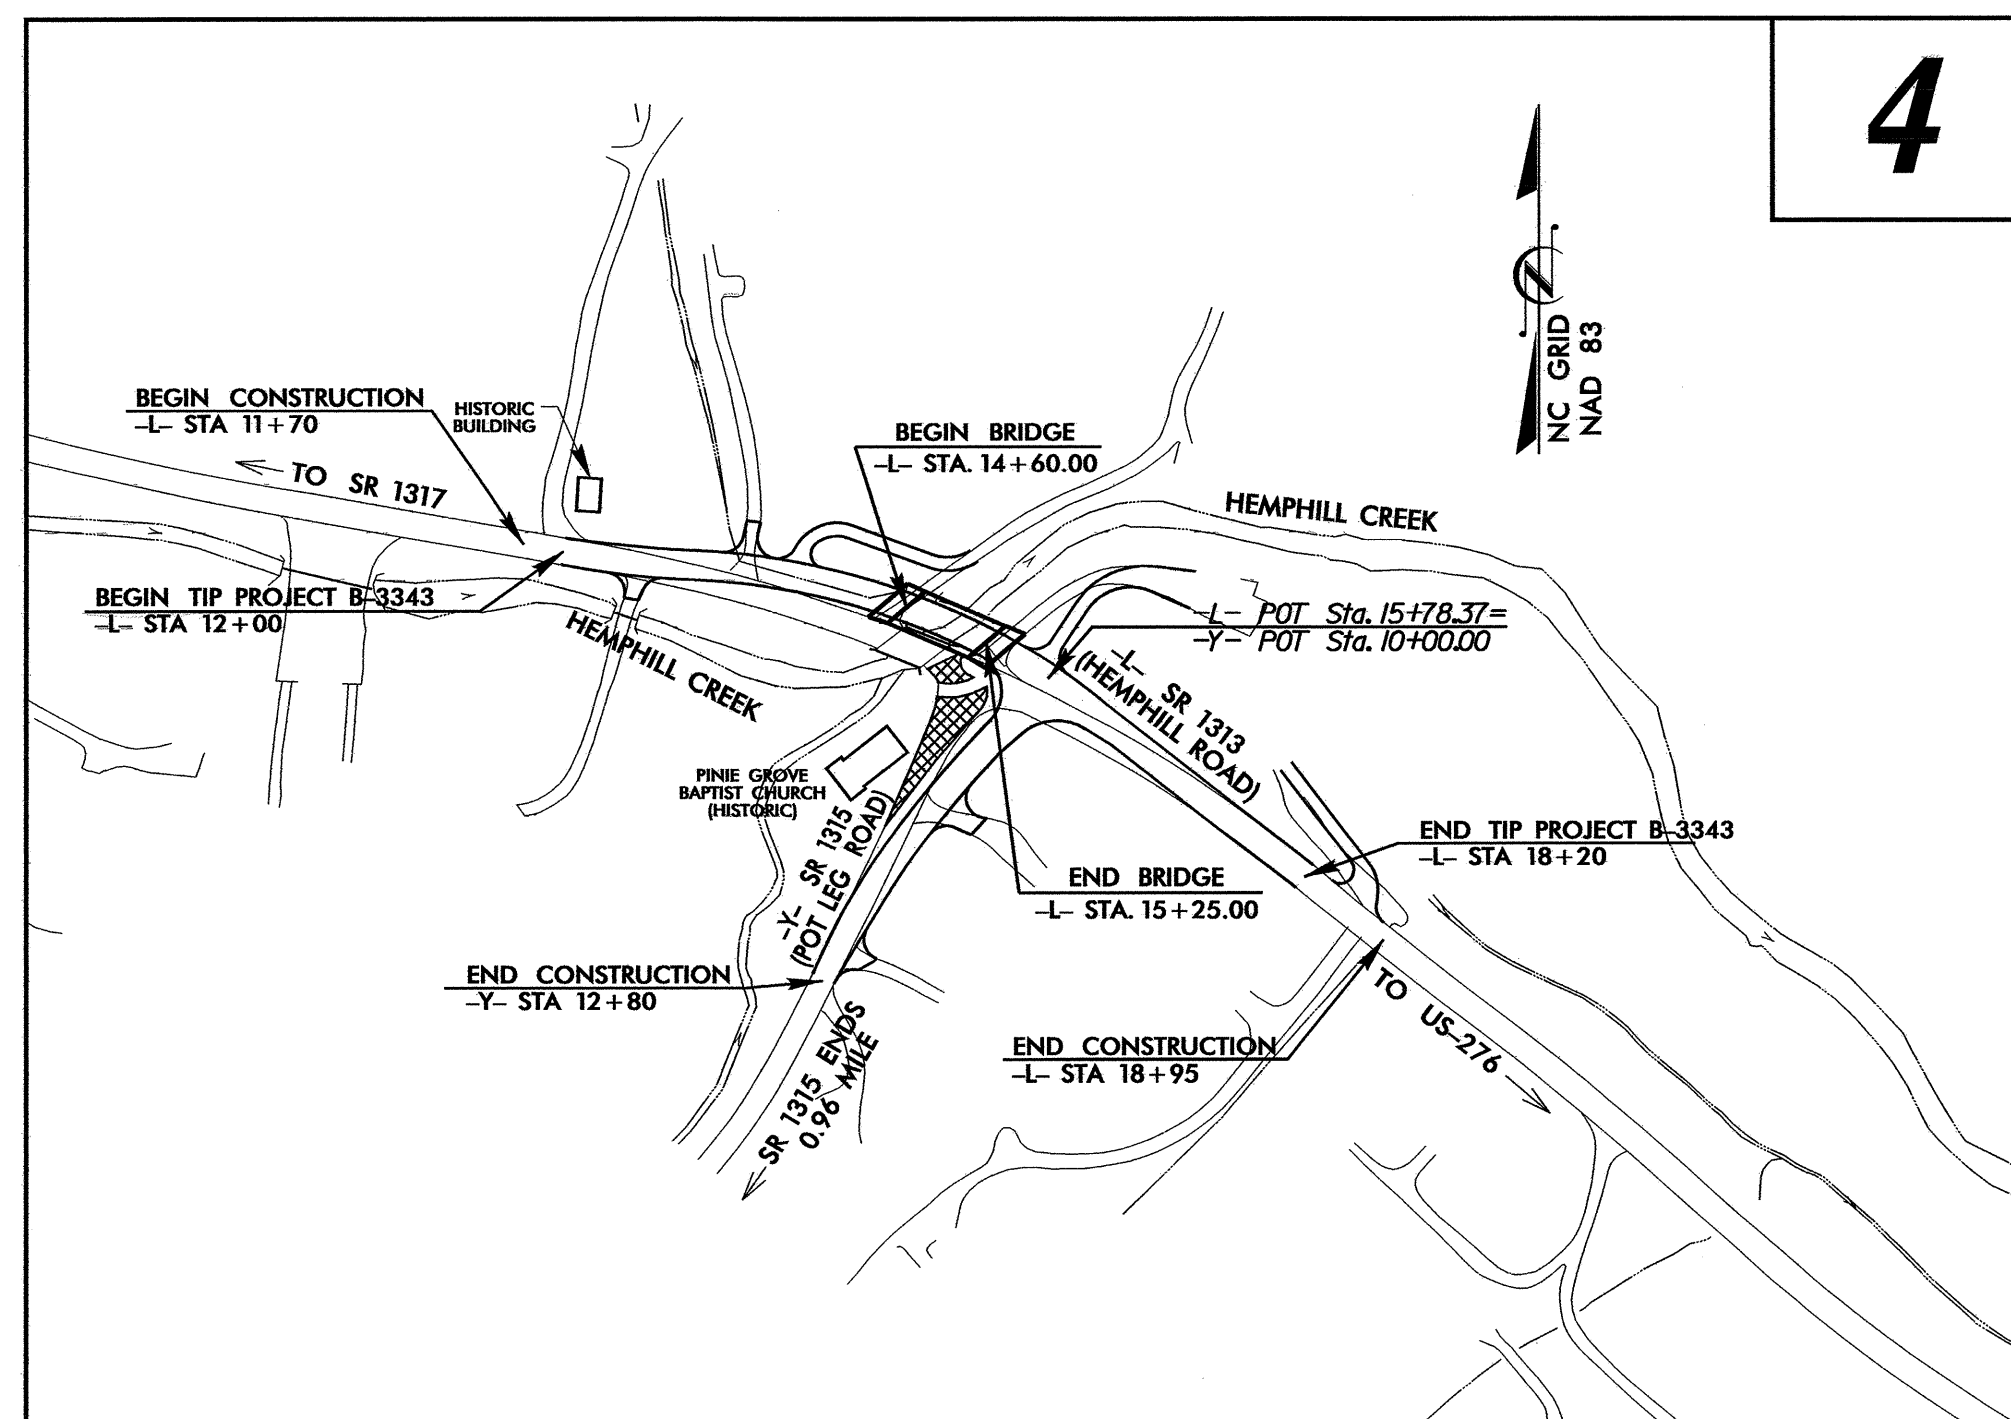 4
NC GRID
NAD 83
BEGIN CONSTRUCTION
-L- STA 11+70
HISTORIC
BUILDING
BEGIN BRIDGE
-L- STA. 14+60.00
TO SR 1317
HEMPHILL CREEK
BEGIN TIP PROJECT B-3343
-L- STA 12+00
HEMPHILL CREEK
-L- POT Sta. 15+78.37=
-Y- POT Sta. 10+00.00
-L- SR 1313
(HEMPHILL ROAD)
PINIE GROVE
BAPTIST CHURCH
(HISTORIC)
-Y- SR 1315
(POT LEG ROAD)
END TIP PROJECT B-3343
-L- STA 18+20
END BRIDGE
-L- STA. 15+25.00
END CONSTRUCTION
-Y- STA 12+80
TO US-276
END CONSTRUCTION
-L- STA 18+95
SR 1315 ENDS
0.96 MILE